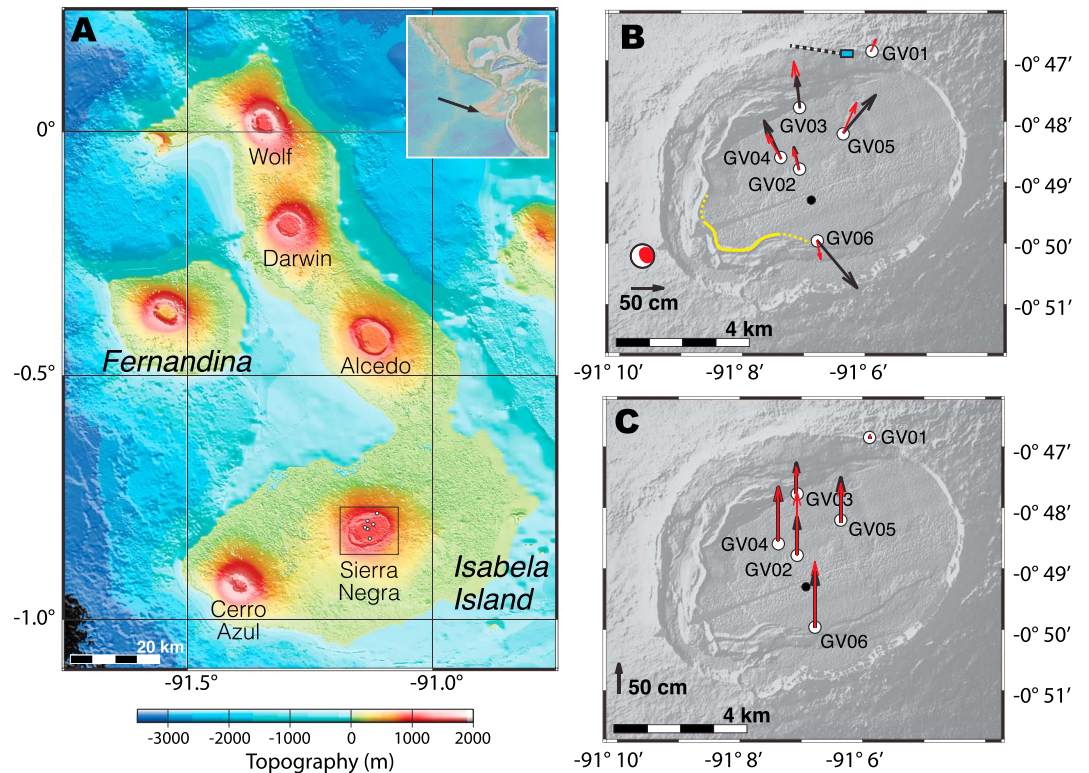 A
0°
-0.5°
-1.0°
Wolf
Darwin
Alcedo
Fernandina
Sierra
Negra
Isabela
Island
Cerro
Azul
20 km
-91.5°
-91.0°
-3000
-2000
-1000
0
1000
2000
Topography (m)
B
GV01
GV03
GV05
GV04
GV02
GV06
50 cm
4 km
-0° 47'
-0° 48'
-0° 49'
-0° 50'
-0° 51'
-91° 10'
-91° 8'
-91° 6'
C
GV01
GV03
GV05
GV04
GV02
GV06
50 cm
4 km
-0° 47'
-0° 48'
-0° 49'
-0° 50'
-0° 51'
-91° 10'
-91° 8'
-91° 6'